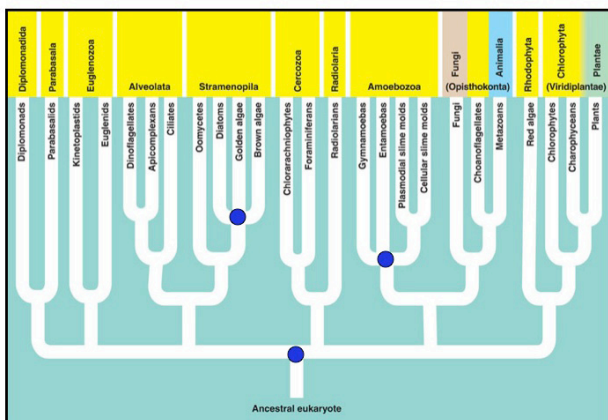 Diplomonadida
Parabasala
Euglenozoa
Alveolata
Stramenopila
Cercozoa
Radiolaria
Amoebozoa
Fungi
(Opisthokonta)
Animalia
Rhodophyta
Chlorophyta
(Viridiplantae)
Plantae
Diplomonads
Parabasalids
Kinetoplastids
Euglenids
Dinoflagellates
Apicomplexans
Ciliates
Oomycetes
Diatoms
Golden algae
Brown algae
Chlorarachniophytes
Foraminiferans
Radiolarians
Gymnamoebas
Entamoebas
Plasmodial slime molds
Cellular slime molds
Fungi
Choanoflagellates
Metazoans
Red algae
Chlorophytes
Charophyceans
Plants
Ancestral eukaryote